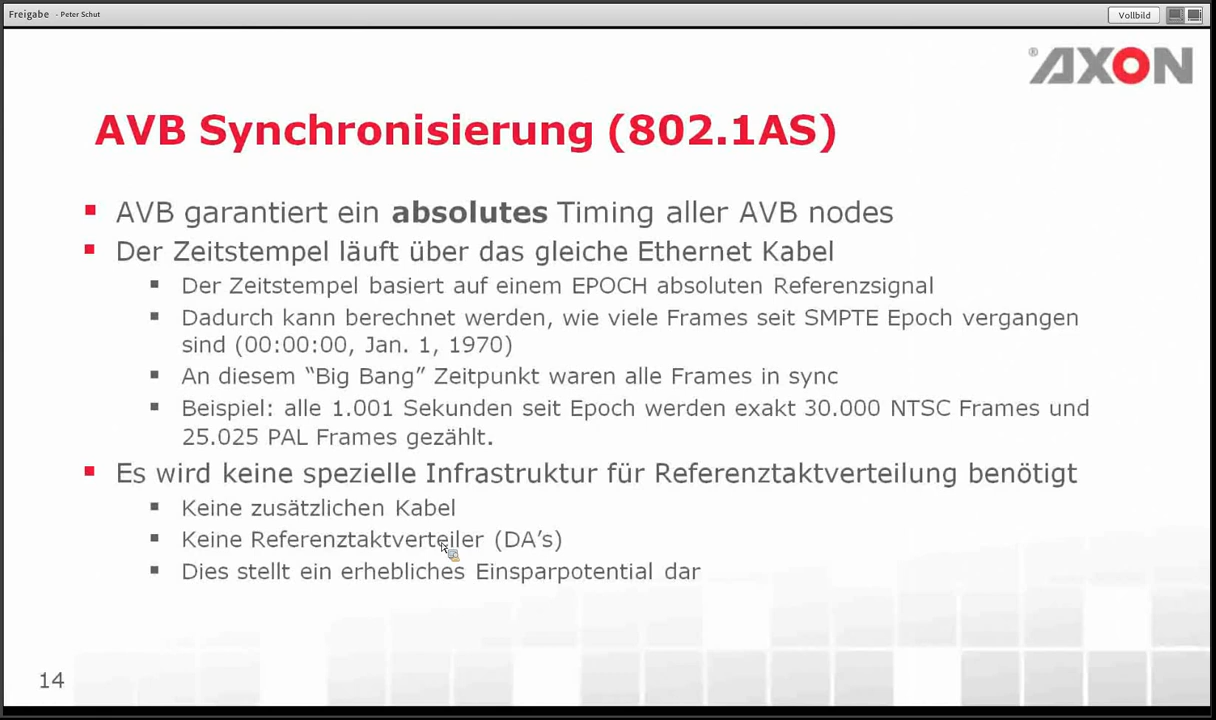 Freigabe - Peter Schut
Vollbild
® AXON
AVB Synchronisierung (802.1AS)
AVB garantiert ein absolutes Timing aller AVB nodes
Der Zeitstempel läuft über das gleiche Ethernet Kabel
Der Zeitstempel basiert auf einem EPOCH absoluten Referenzsignal
Dadurch kann berechnet werden, wie viele Frames seit SMPTE Epoch vergangen
sind (00:00:00, Jan. 1, 1970)
An diesem “Big Bang” Zeitpunkt waren alle Frames in sync
Beispiel: alle 1.001 Sekunden seit Epoch werden exakt 30.000 NTSC Frames und
25.025 PAL Frames gezählt.
Es wird keine spezielle Infrastruktur für Referenztaktverteilung benötigt
Keine zusätzlichen Kabel
Keine Referenztaktverteiler (DA’s)
Dies stellt ein erhebliches Einsparpotential dar
14